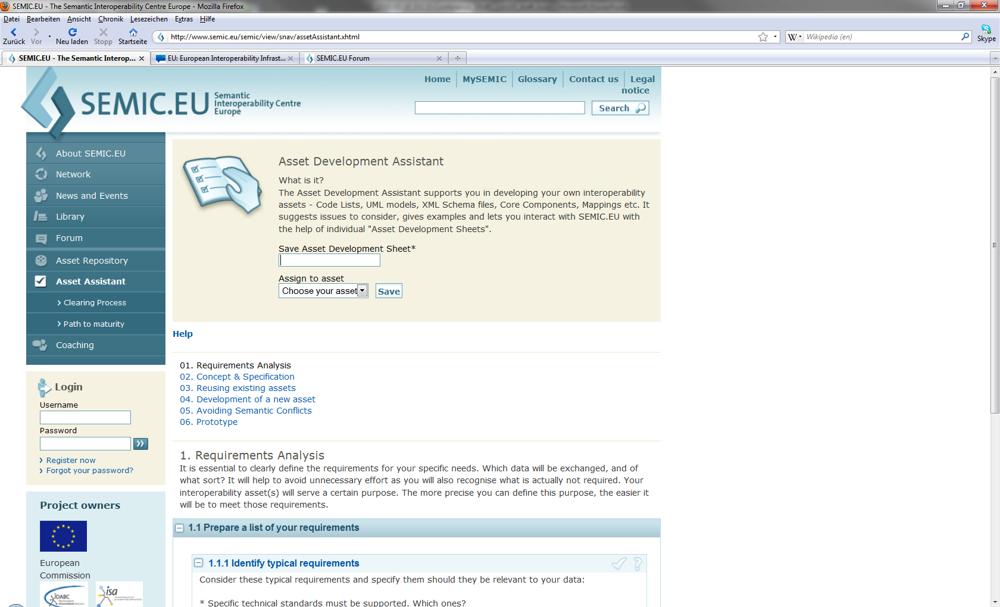 SEMIC.EU - The Semantic Interoperability Centre Europe - Mozilla Firefox
Datei Bearbeiten Ansicht Chronik Lesezeichen Extras Hilfe
Zurück Vor Neu laden Stopp Startseite
http://www.semic.eu/semic/view/snav/assetAssistant.xhtml
W Wikipedia (en)
Skype
SEMIC.EU - The Semantic Interop...
EU: European Interoperability Infrast...
SEMIC.EU Forum
Home MySEMIC Glossary Contact us Legal
notice
SEMIC.EU
Semantic
Interoperability Centre
Europe
Search
About SEMIC.EU
Network
News and Events
Library
Forum
Asset Repository
Asset Assistant
Clearing Process
Path to maturity
Coaching
Login
Username
Password
Register now
Forgot your password?
Project owners
European
Commission
iDABC
isa
Asset Development Assistant
What is it?
The Asset Development Assistant supports you in developing your own interoperability
assets - Code Lists, UML models, XML Schema files, Core Components, Mappings etc. It
suggests issues to consider, gives examples and lets you interact with SEMIC.EU with
the help of individual "Asset Development Sheets".
Save Asset Development Sheet*
Assign to asset
Choose your asset
Save
Help
01. Requirements Analysis
02. Concept & Specification
03. Reusing existing assets
04. Development of a new asset
05. Avoiding Semantic Conflicts
06. Prototype
1. Requirements Analysis
It is essential to clearly define the requirements for your specific needs. Which data will be exchanged, and of
what sort? It will help to avoid unnecessary effort as you will also recognise what is actually not required. Your
interoperability asset(s) will serve a certain purpose. The more precise you can define this purpose, the easier it
will be to meet those requirements.
1.1 Prepare a list of your requirements
1.1.1 Identify typical requirements
Consider these typical requirements and specify them should they be relevant to your data:
* Specific technical standards must be supported. Which ones?